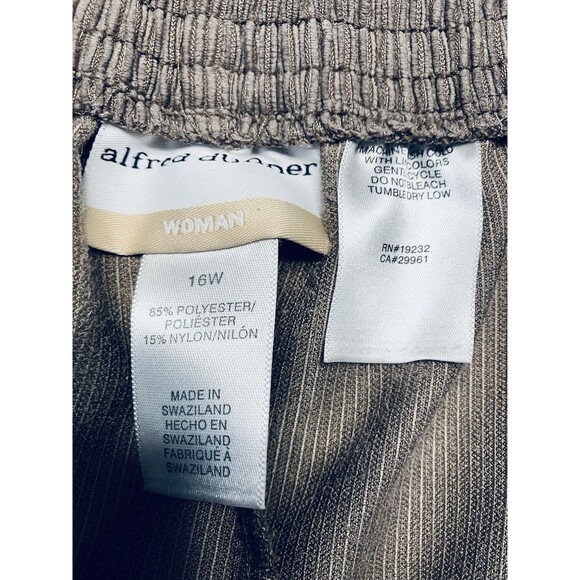 alfred dunner
WOMAN
16W
85% POLYESTER/
POLIÉSTER
15% NYLON/NILÓN
MADE IN
SWAZILAND
HECHO EN
SWAZILAND
FABRIQUÉ À
SWAZILAND
MACHINE WASH COLD
WITH LIKE COLORS
GENTLE CYCLE
DO NOT BLEACH
TUMBLE DRY LOW
RN#19232
CA#29961